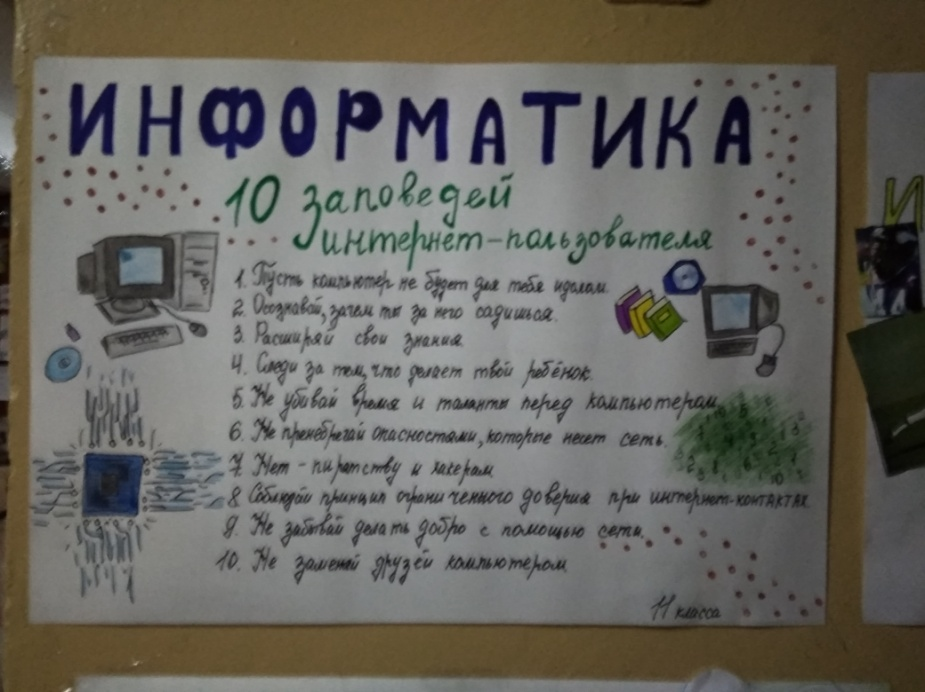 ИНФОРМАТИКА
10 заповедей
интернет-пользователя
1. Пусть компьютер не будет для тебя идолом.
2. Осознавай, зачем ты за него садишься.
3. Расширяй свои знания.
4. Следи за тем, что делает твой ребёнок.
5. Не убивай время и таланты перед компьютером.
6. Не пренебрегай опасностами, которые несет сеть.
7. Нет - пиратству и хакерам
8 Соблюдай принцип ограниченного доверия при интернет-контактах
9. Не забывай делать добро с помощью сети.
10. Не заменяй друзей компьютером
11 класса
И